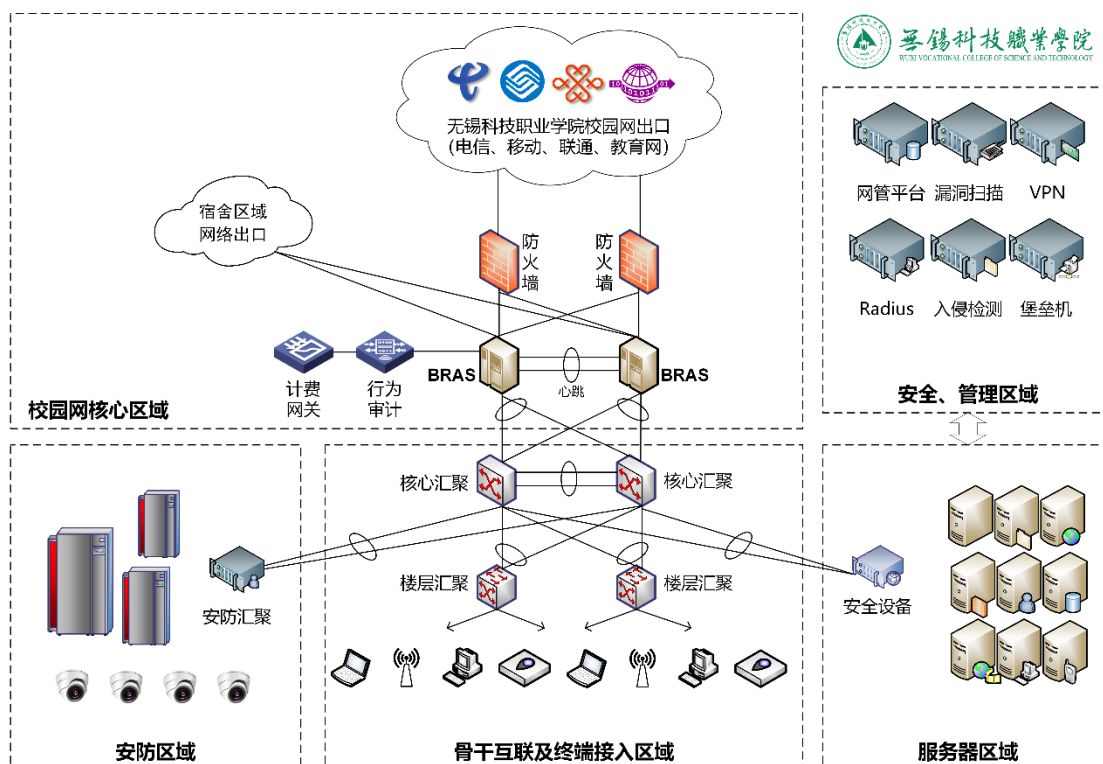 無錫科技職業學院
WUXI VOCATIONAL COLLEGE OF SCIENCE AND TECHNOLOGY
无锡科技职业学院校园网出口
(电信、移动、联通、教育网)
宿舍区域
网络出口
防火墙
防火墙
BRAS
心跳
BRAS
计费
网关
行为
审计
校园网核心区域
网管平台
漏洞扫描
VPN
Radius
入侵检测
堡垒机
安全、管理区域
核心汇聚
核心汇聚
楼层汇聚
楼层汇聚
安防汇聚
安全设备
安防区域
骨干互联及终端接入区域
服务器区域